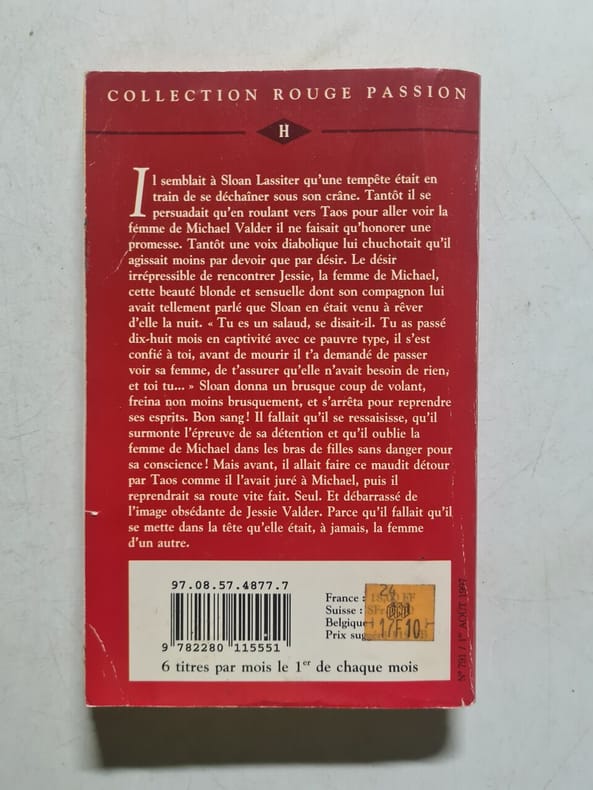 COLLECTION ROUGE PASSION
H
Il semblait à Sloan Lassiter qu'une tempête était en
train de se déchaîner sous son crâne. Tantôt il se
persuadait qu'en roulant vers Taos pour aller voir la
femme de Michael Valder il ne faisait qu'honorer une
promesse. Tantôt une voix diabolique lui chuchotait qu'il
agissait moins par devoir que par désir. Le désir
irrépressible de rencontrer Jessie, la femme de Michael,
cette beauté blonde et sensuelle dont son compagnon lui
avait tellement parlé que Sloan en était venu à rêver
d'elle la nuit. « Tu es un salaud, se disait-il. Tu as passé
dix-huit mois en captivité avec ce pauvre type, il s'est
confié à toi, avant de mourir il t'a demandé de passer
voir sa femme, de t'assurer qu'elle n'avait besoin de rien,
et toi tu... » Sloan donna un brusque coup de volant,
freina non moins brusquement, et s'arrêta pour reprendre
ses esprits. Bon sang ! Il fallait qu'il se ressaisisse, qu'il
surmonte l'épreuve de sa détention et qu'il oublie la
femme de Michael dans les bras de filles sans danger pour
sa conscience ! Mais avant, il allait faire ce maudit détour
par Taos comme il l'avait juré à Michael, puis il
reprendrait sa route vite fait. Seul. Et débarrassé de
l'image obsédante de Jessie Valder. Parce qu'il fallait qu'il
se mette dans la tête qu'elle était, à jamais, la femme
d'un autre.
97.08.57.4877.7
9 782280 115551
France :
Suisse :
Belgique
Prix
24
17F10
6 titres par mois le 1er de chaque mois
N° 791 / 1er AOÛT 1997